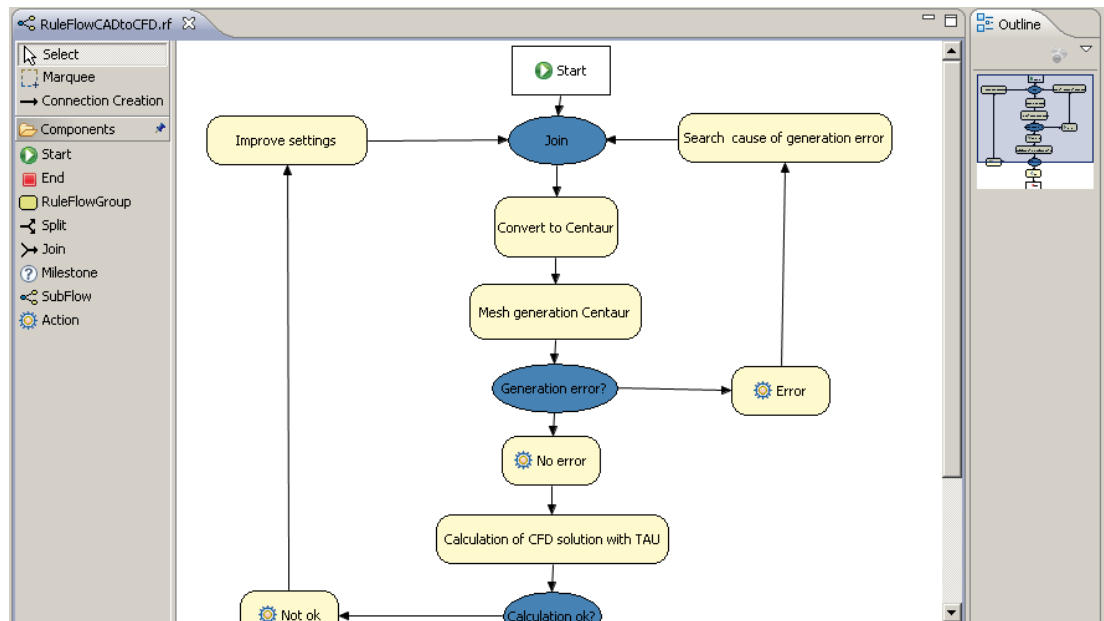 RuleFlowCADtoCFD.rf
Outline
Select
Marquee
Connection Creation
Components
Start
End
RuleFlowGroup
Split
Join
Milestone
SubFlow
Action
Start
Improve settings
Join
Search cause of generation error
Convert to Centaur
Mesh generation Centaur
Generation error?
Error
No error
Calculation of CFD solution with TAU
Not ok
Calculation ok?